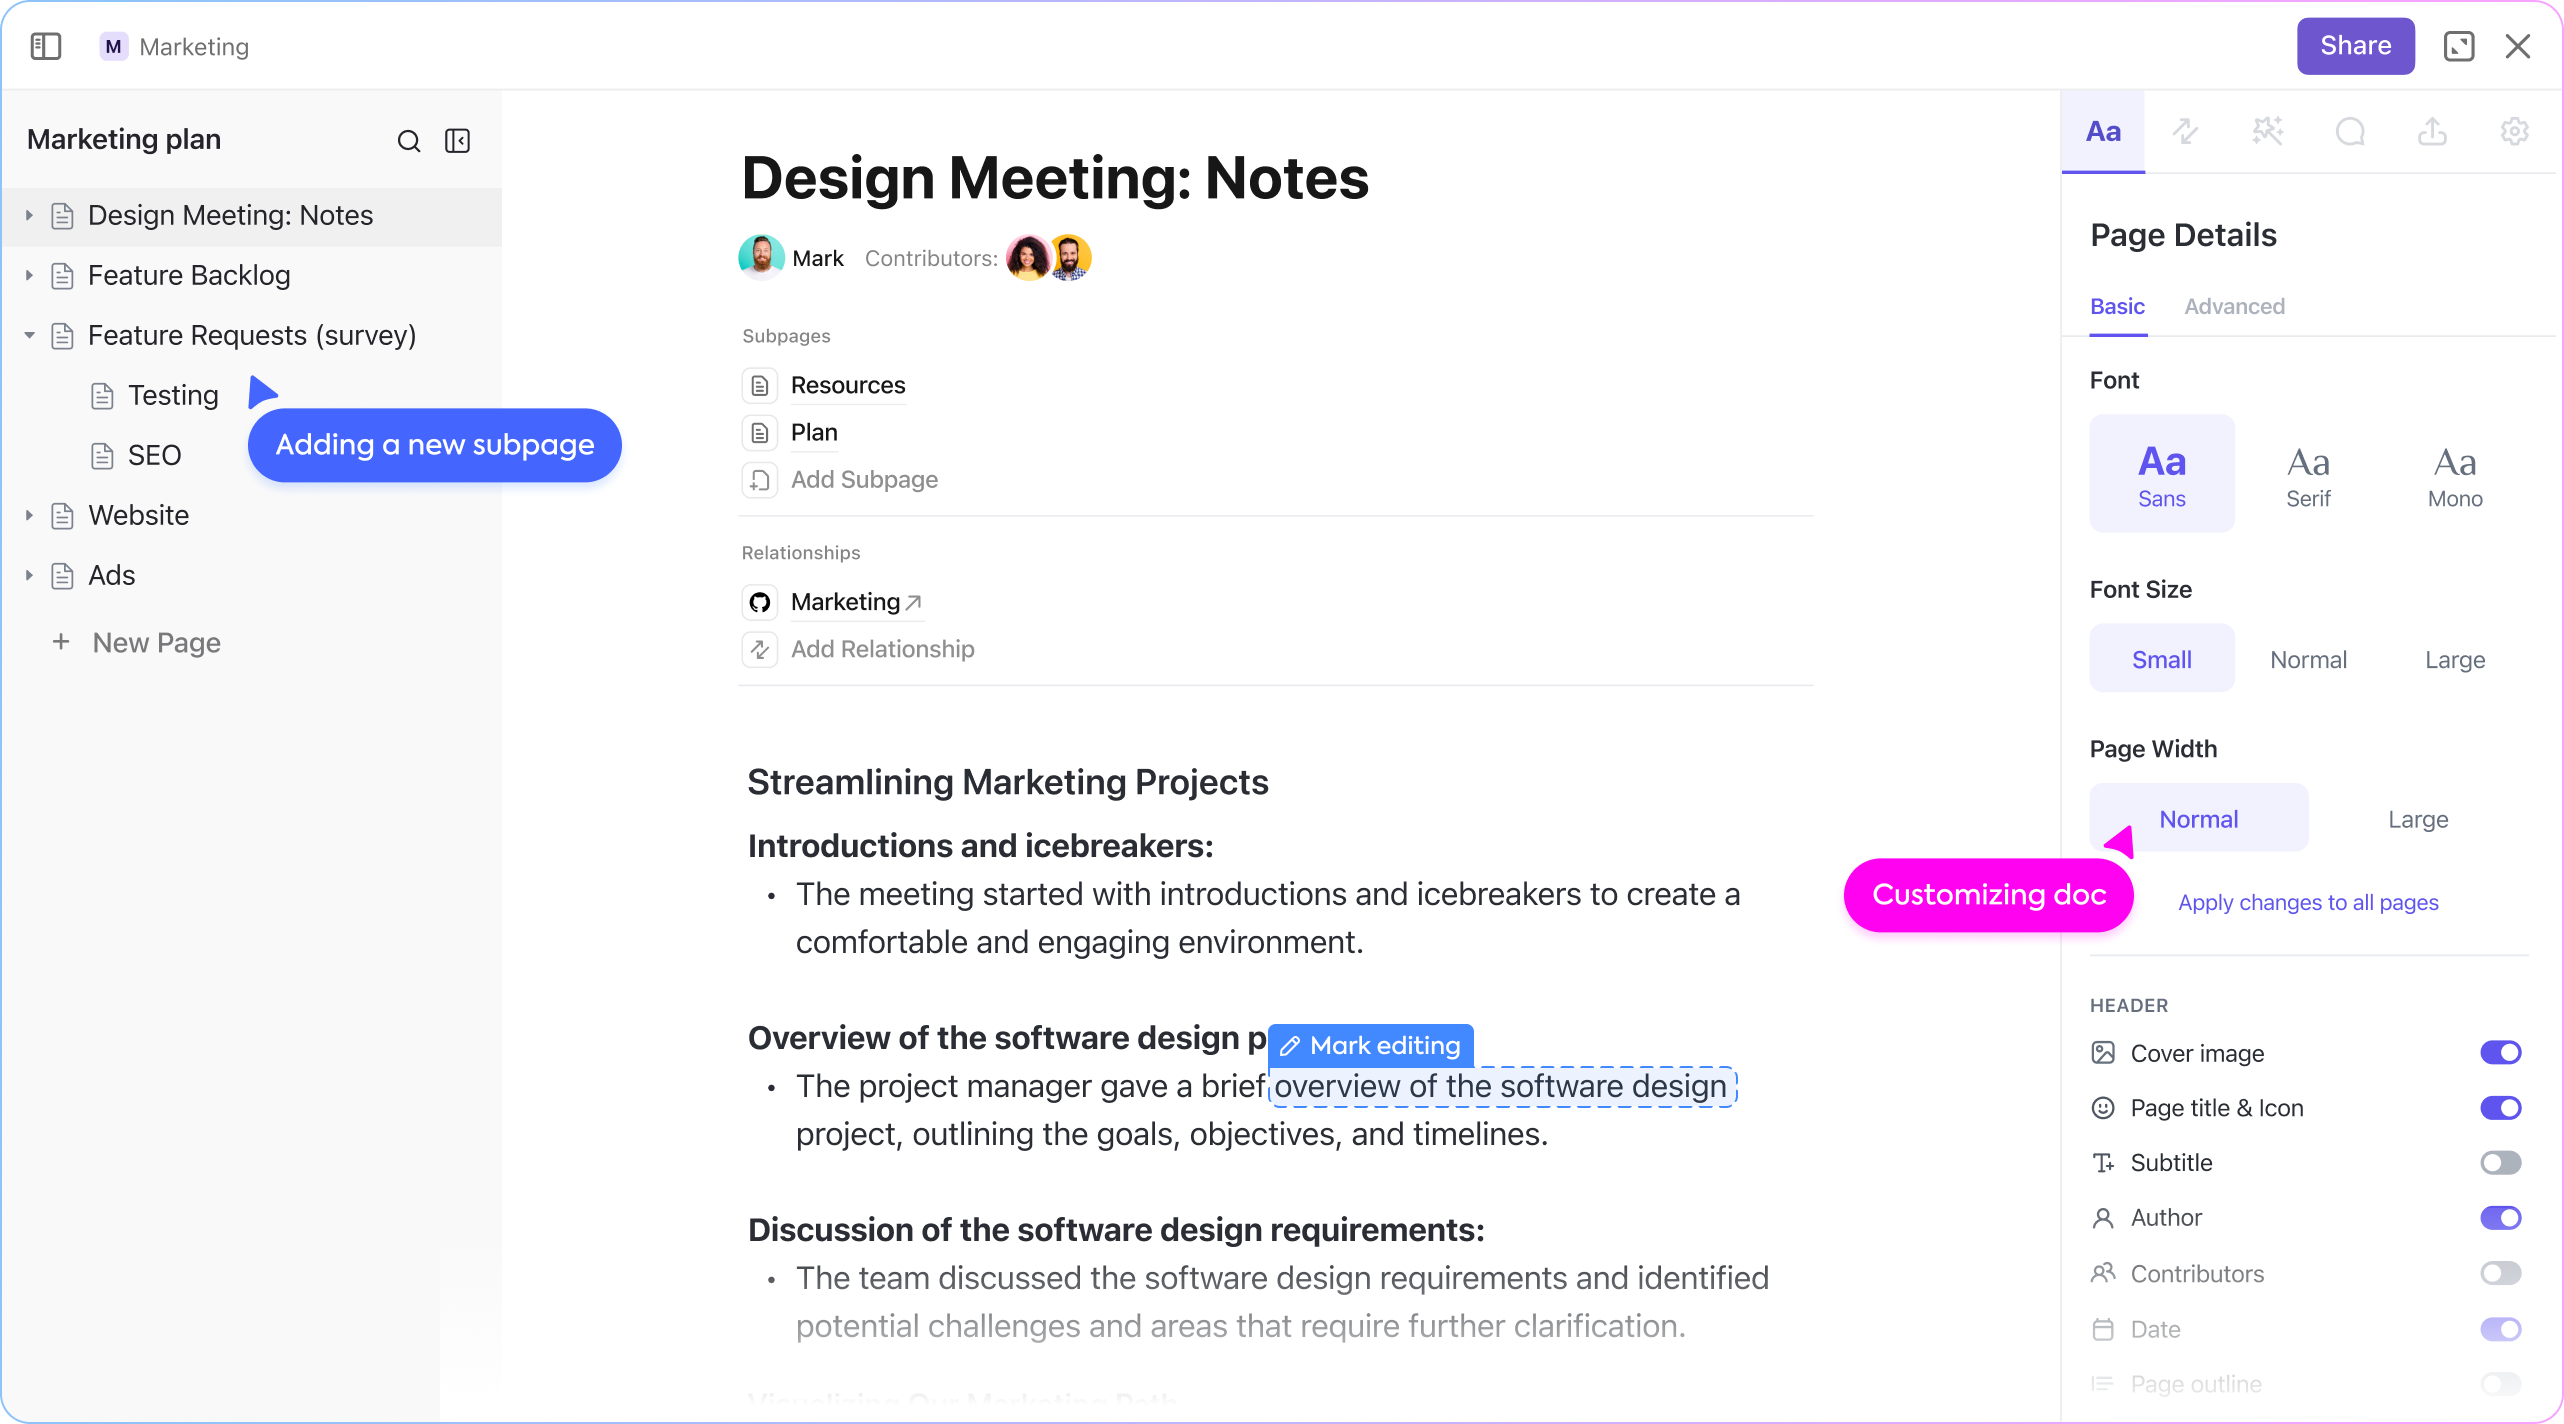 M Marketing
Share
Marketing plan
Design Meeting: Notes
Feature Backlog
Feature Requests (survey)
Testing
SEO
Adding a new subpage
Website
Ads
+ New Page
Design Meeting: Notes
Mark Contributors:
Subpages
Resources
Plan
Add Subpage
Relationships
Marketing
Add Relationship
Streamlining Marketing Projects
Introductions and icebreakers:
• The meeting started with introductions and icebreakers to create a
comfortable and engaging environment.
Overview of the software design p
Mark editing
• The project manager gave a brief overview of the software design
project, outlining the goals, objectives, and timelines.
Discussion of the software design requirements:
• The team discussed the software design requirements and identified
potential challenges and areas that require further clarification.
Visualizing Our Marketing Path
Aa
Page Details
Basic Advanced
Font
Aa Aa Aa
Sans Serif Mono
Font Size
Small Normal Large
Page Width
Normal Large
Customizing doc
Apply changes to all pages
HEADER
Cover image
Page title & Icon
Subtitle
Author
Contributors
Date
Page outline